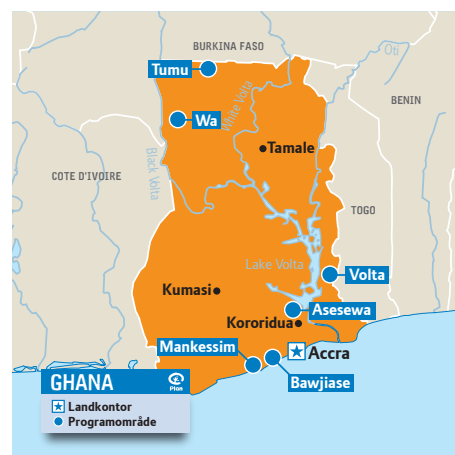 BURKINA FASO
Oti
Tumu
White Volta
BENIN
Wa
Tamale
Black Volta
COTE D'IVOIRE
TOGO
Lake Volta
Volta
Kumasi
Asesewa
Kororidua
Mankessim
Accra
Bawjiase
GHANA
Plan
Landkontor
Programområde